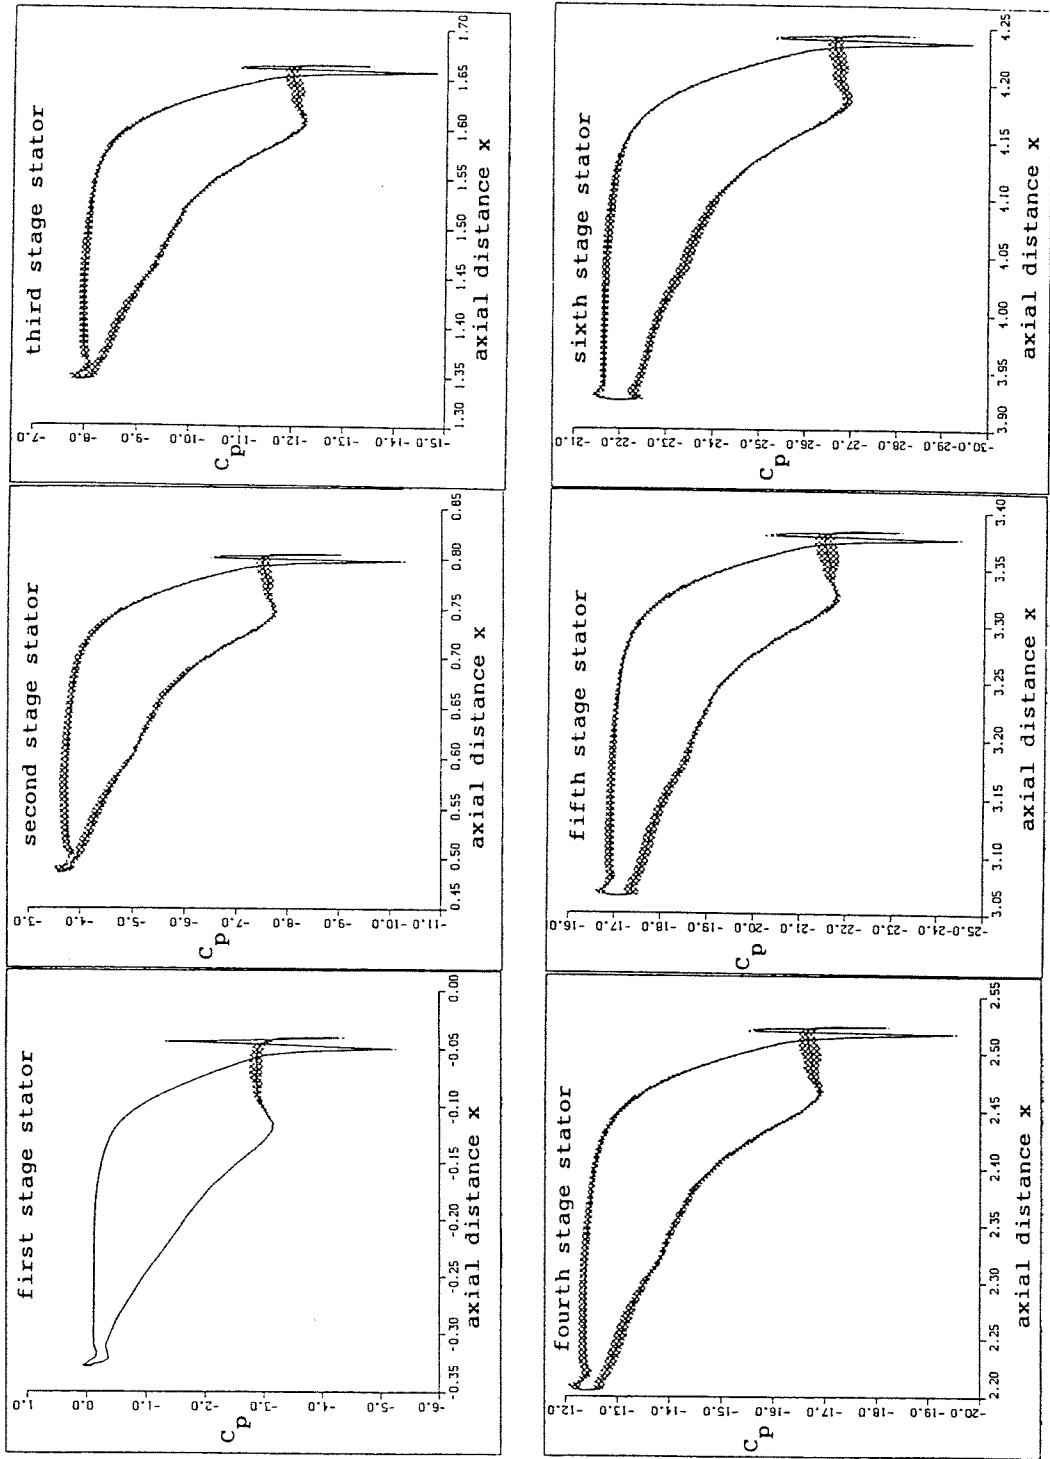 first stage stator
1.0
0.0
-1.0
-2.0
-3.0
-4.0
-5.0
-6.0
Cp
-0.35 -0.30 -0.25 -0.20 -0.15 -0.10 -0.05 0.00
axial distance x
second stage stator
-3.0
-4.0
-5.0
-6.0
-7.0
-8.0
-9.0
-10.0
-11.0
Cp
0.45 0.50 0.55 0.60 0.65 0.70 0.75 0.80 0.85
axial distance x
third stage stator
-7.0
-8.0
-9.0
-10.0
-11.0
-12.0
-13.0
-14.0
-15.0
Cp
1.30 1.35 1.40 1.45 1.50 1.55 1.60 1.65 1.70
axial distance x
fourth stage stator
-12.0
-13.0
-14.0
-15.0
-16.0
-17.0
-18.0
-19.0
-20.0
Cp
2.20 2.25 2.30 2.35 2.40 2.45 2.50 2.55
axial distance x
fifth stage stator
-16.0
-17.0
-18.0
-19.0
-20.0
-21.0
-22.0
-23.0
-24.0
-25.0
Cp
3.05 3.10 3.15 3.20 3.25 3.30 3.35 3.40
axial distance x
sixth stage stator
-21.0
-22.0
-23.0
-24.0
-25.0
-26.0
-27.0
-28.0
-29.0
-30.0
Cp
3.90 3.95 4.00 4.05 4.10 4.15 4.20 4.25
axial distance x